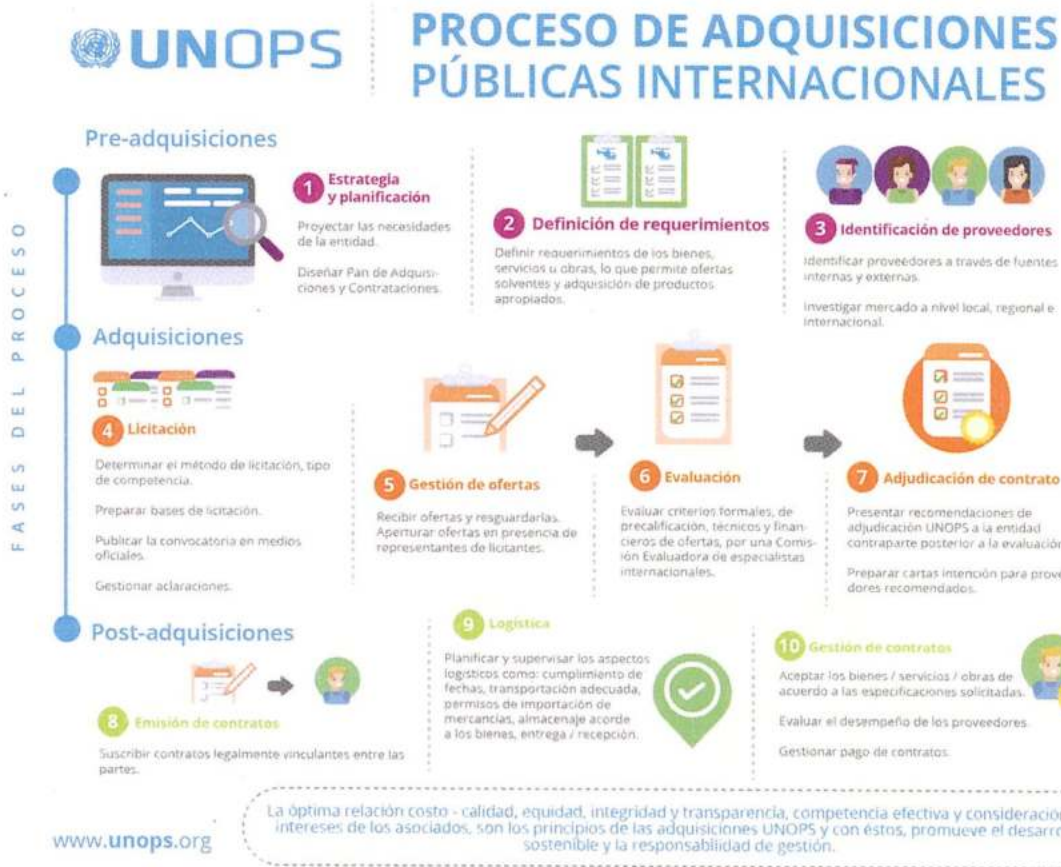 UNOPS
PROCESO DE ADQUISICIONES
PÚBLICAS INTERNACIONALES
FASES DEL PROCESO
Pre-adquisiciones
1 Estrategia
y planificación
Proyectar las necesidades
de la entidad.
Diseñar Pan de Adquisi-
ciones y Contrataciones.
2 Definición de requerimientos
Definir requerimientos de los bienes,
servicios u obras, lo que permite ofertas
solventes y adquisición de productos
apropiados.
3 Identificación de proveedores
Identificar proveedores a través de fuentes
internas y externas.
Investigar mercado a nivel local, regional e
internacional.
Adquisiciones
4 Licitación
Determinar el método de licitación, tipo
de competencia.
Preparar bases de licitación.
Publicar la convocatoria en medios
oficiales.
Gestionar aclaraciones.
5 Gestión de ofertas
Recibir ofertas y resguardarlas.
Aperturar ofertas en presencia de
representantes de licitantes.
6 Evaluación
Evaluar criterios formales, de
precalificación, técnicos y finan-
cieros de ofertas, por una Comis-
ión Evaluadora de especialistas
internacionales.
7 Adjudicación de contrato
Presentar recomendaciones de
adjudicación UNOPS a la entidad
contraparte posterior a la evaluación
Preparar cartas intención para prove
dores recomendados.
Post-adquisiciones
8 Emisión de contratos
Suscribir contratos legalmente vinculantes entre las
partes.
9 Logística
Planificar y supervisar los aspectos
logísticos como: cumplimiento de
fechas, transportación adecuada,
permisos de importación de
mercancías, almacenaje acorde
a los bienes, entrega / recepción.
10 Gestión de contratos
Aceptar los bienes / servicios / obras de
acuerdo a las especificaciones solicitadas.
Evaluar el desempeño de los proveedores.
Gestionar pago de contratos.
www.unops.org
La óptima relación costo - calidad, equidad, integridad y transparencia, competencia efectiva y consideración
intereses de los asociados, son los principios de las adquisiciones UNOPS y con éstos, promueve el desarro
sostenible y la responsabilidad de gestión.